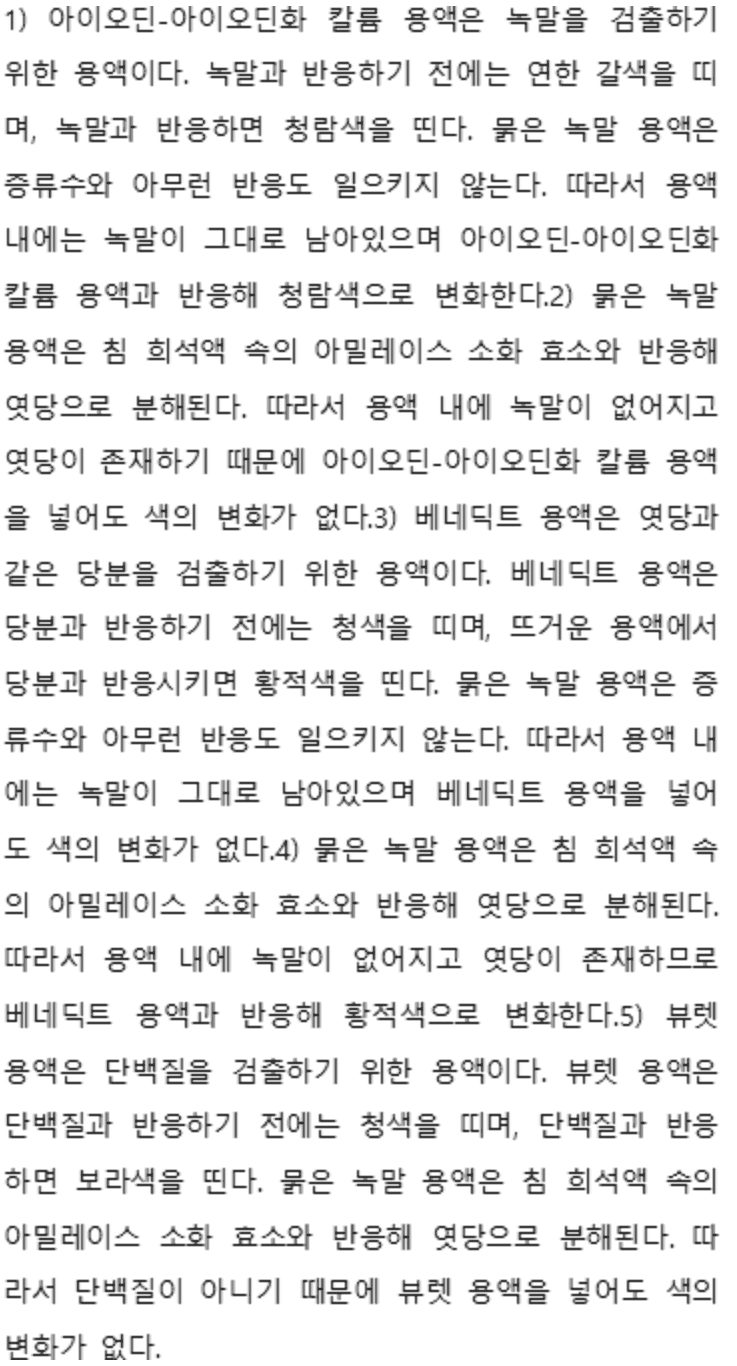 1) 아이오딘-아이오딘화 칼륨 용액은 녹말을 검출하기
위한 용액이다. 녹말과 반응하기 전에는 연한 갈색을 띠
며, 녹말과 반응하면 청람색을 띤다. 묽은 녹말 용액은
증류수와 아무런 반응도 일으키지 않는다. 따라서 용액
내에는 녹말이 그대로 남아있으며 아이오딘-아이오딘화
칼륨 용액과 반응해 청람색으로 변화한다.2) 묽은 녹말
용액은 침 희석액 속의 아밀레이스 소화 효소와 반응해
엿당으로 분해된다. 따라서 용액 내에 녹말이 없어지고
엿당이 존재하기 때문에 아이오딘-아이오딘화 칼륨 용액
을 넣어도 색의 변화가 없다.3) 베네딕트 용액은 엿당과
같은 당분을 검출하기 위한 용액이다. 베네딕트 용액은
당분과 반응하기 전에는 청색을 띠며, 뜨거운 용액에서
당분과 반응시키면 황적색을 띤다. 묽은 녹말 용액은 증
류수와 아무런 반응도 일으키지 않는다. 따라서 용액 내
에는 녹말이 그대로 남아있으며 베네딕트 용액을 넣어
도 색의 변화가 없다.4) 묽은 녹말 용액은 침 희석액 속
의 아밀레이스 소화 효소와 반응해 엿당으로 분해된다.
따라서 용액 내에 녹말이 없어지고 엿당이 존재하므로
베네딕트 용액과 반응해 황적색으로 변화한다.5) 뷰렛
용액은 단백질을 검출하기 위한 용액이다. 뷰렛 용액은
단백질과 반응하기 전에는 청색을 띠며, 단백질과 반응
하면 보라색을 띤다. 묽은 녹말 용액은 침 희석액 속의
아밀레이스 소화 효소와 반응해 엿당으로 분해된다. 따
라서 단백질이 아니기 때문에 뷰렛 용액을 넣어도 색의
변화가 없다.